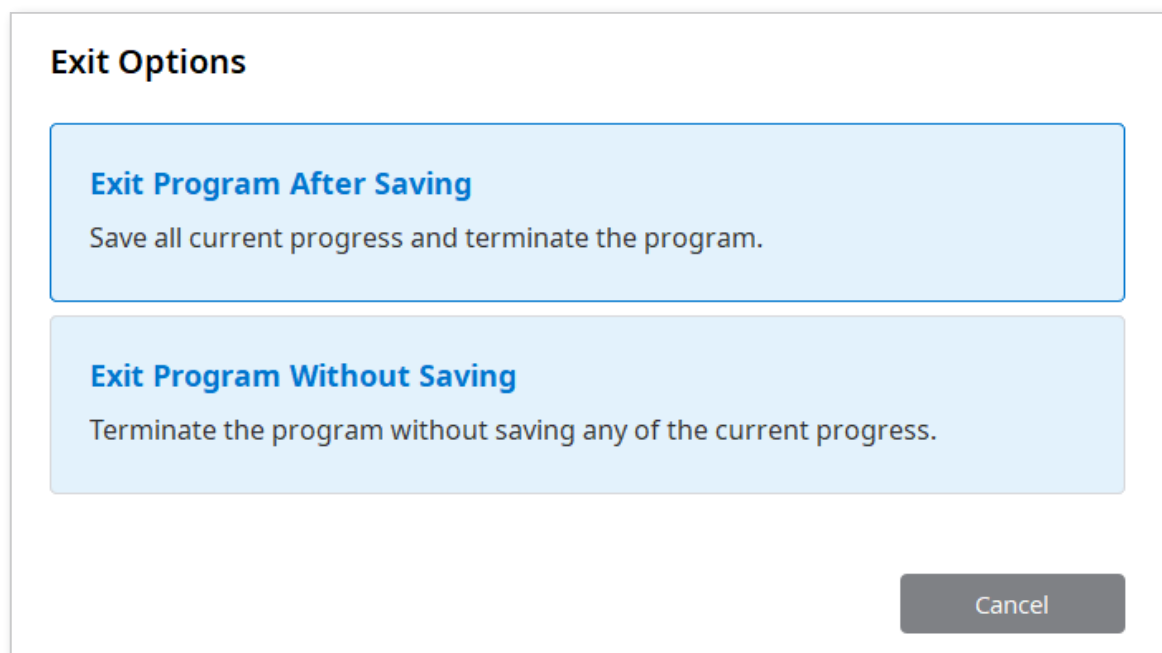 Exit Options
Exit Program After Saving
Save all current progress and terminate the program.
Exit Program Without Saving
Terminate the program without saving any of the current progress.
Cancel